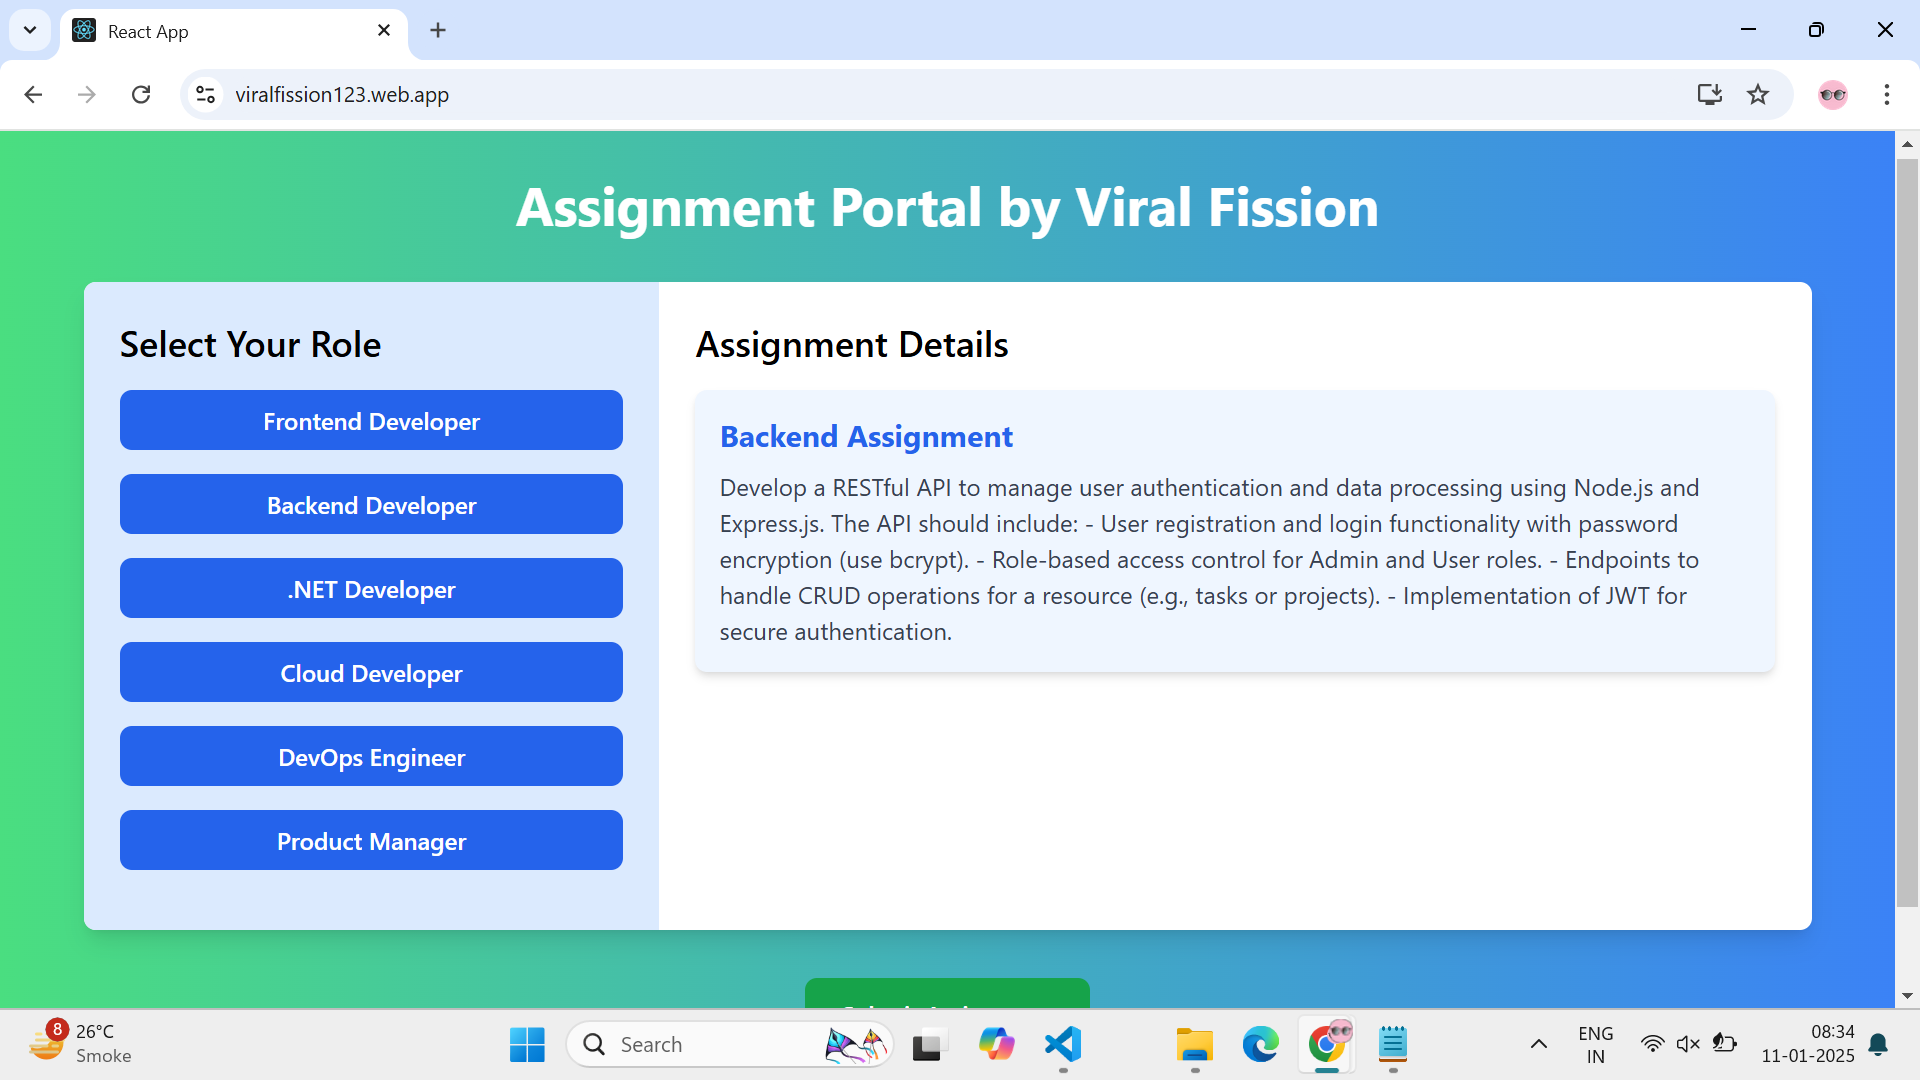 React App
viralfission123.web.app
Assignment Portal by Viral Fission
Select Your Role
Frontend Developer
Backend Developer
.NET Developer
Cloud Developer
DevOps Engineer
Product Manager
Assignment Details
Backend Assignment
Develop a RESTful API to manage user authentication and data processing using Node.js and
Express.js. The API should include: - User registration and login functionality with password
encryption (use bcrypt). - Role-based access control for Admin and User roles. - Endpoints to
handle CRUD operations for a resource (e.g., tasks or projects). - Implementation of JWT for
secure authentication.
8
26°C
Smoke
Search
ENG
IN
08:34
11-01-2025